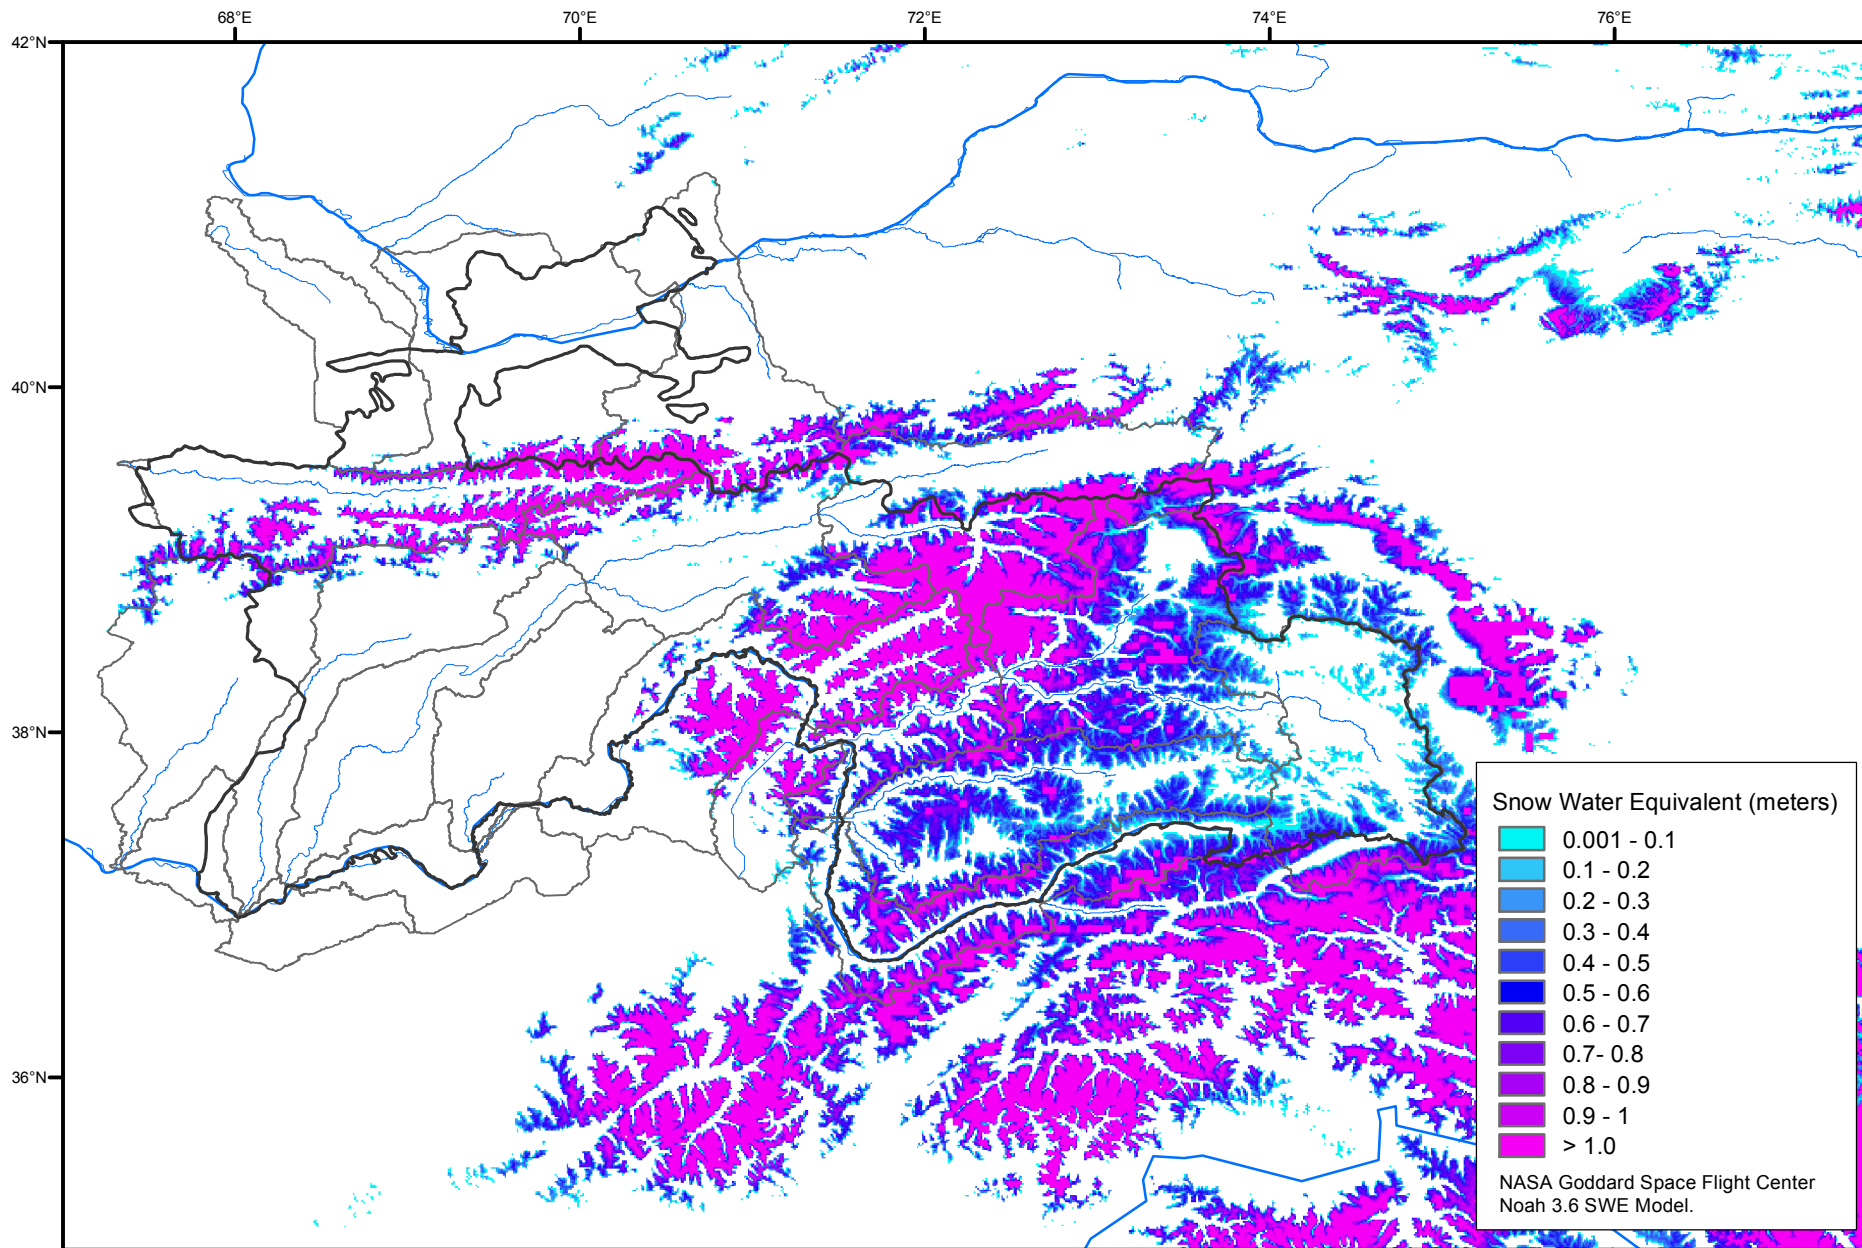 68°E
70°E
72°E
74°E
76°E
42°N
40°N
38°N
36°N
Snow Water Equivalent (meters)
0.001 - 0.1
0.1 - 0.2
0.2 - 0.3
0.3 - 0.4
0.4 - 0.5
0.5 - 0.6
0.6 - 0.7
0.7- 0.8
0.8 - 0.9
0.9 - 1
> 1.0
NASA Goddard Space Flight Center
Noah 3.6 SWE Model.